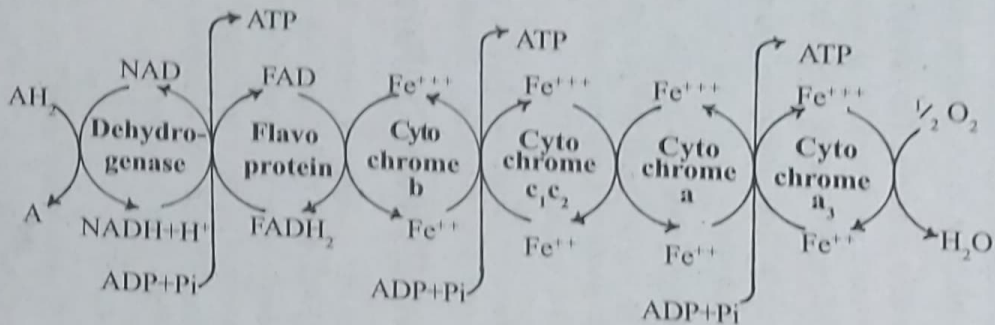 ATP
ATP
ATP
NAD
FAD
Fe⁺⁺⁺
Fe⁺⁺⁺
Fe⁺⁺⁺
Fe⁺⁺⁺
AH₂
½ O₂
Dehydro-
genase
Flavo
protein
Cyto
chrome
b
Cyto
chrome
c₁c₂
Cyto
chrome
a
Cyto
chrome
a₃
A
NADH+H⁺
FADH₂
Fe⁺⁺
Fe⁺⁺
Fe⁺⁺
Fe⁺⁺
H₂O
ADP+Pi
ADP+Pi
ADP+Pi